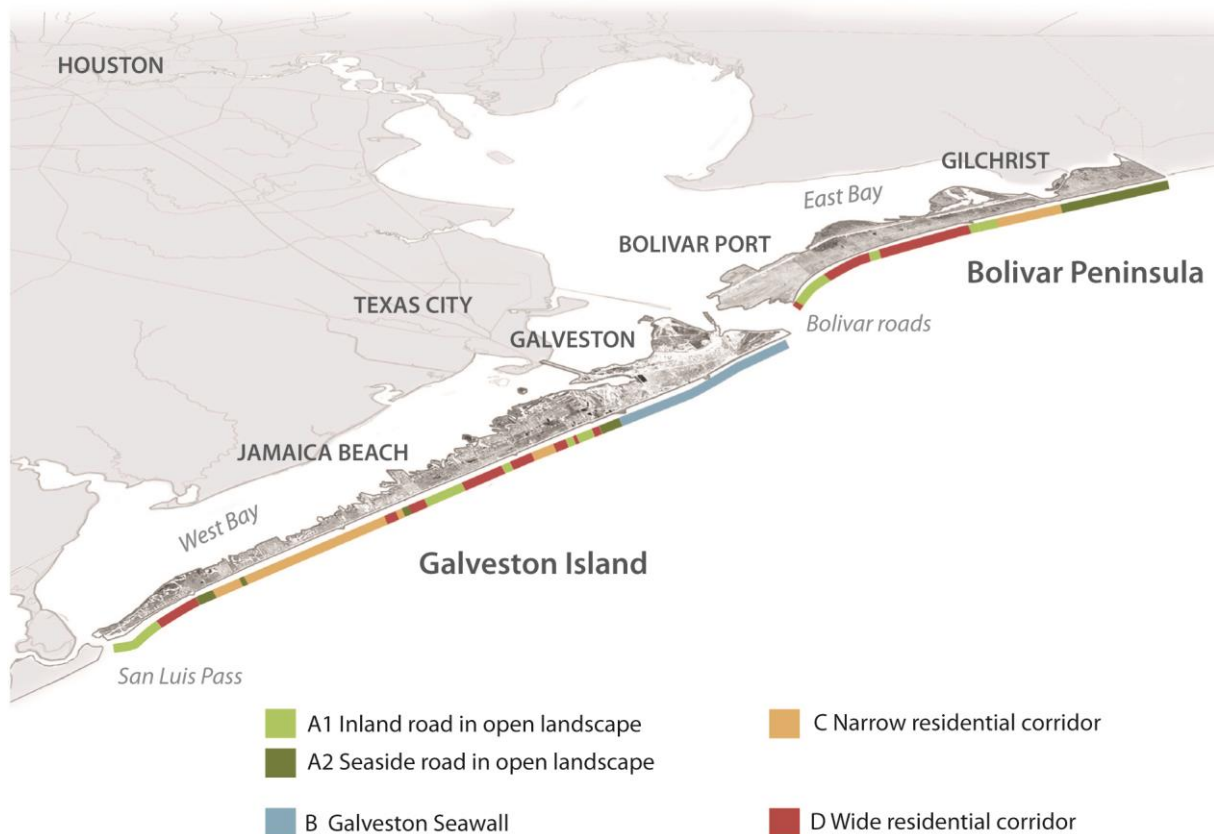 HOUSTON
GILCHRIST
East Bay
BOLIVAR PORT
Bolivar Peninsula
TEXAS CITY
Bolivar roads
GALVESTON
JAMAICA BEACH
West Bay
Galveston Island
San Luis Pass
A1 Inland road in open landscape
A2 Seaside road in open landscape
B Galveston Seawall
C Narrow residential corridor
D Wide residential corridor